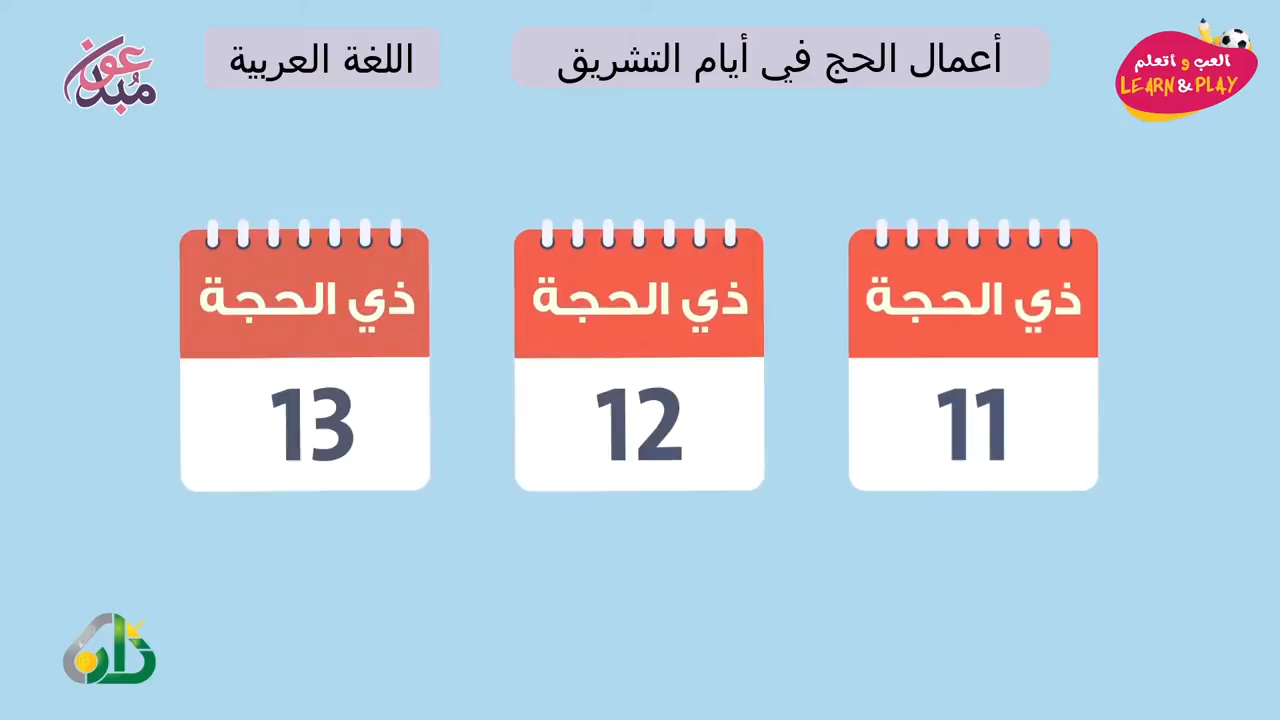 العب و اتعلم
LEARN & PLAY
أعمال الحج في أيام التشريق
اللغة العربية
مبدعون
ذي الحجة
11
ذي الحجة
12
ذي الحجة
13